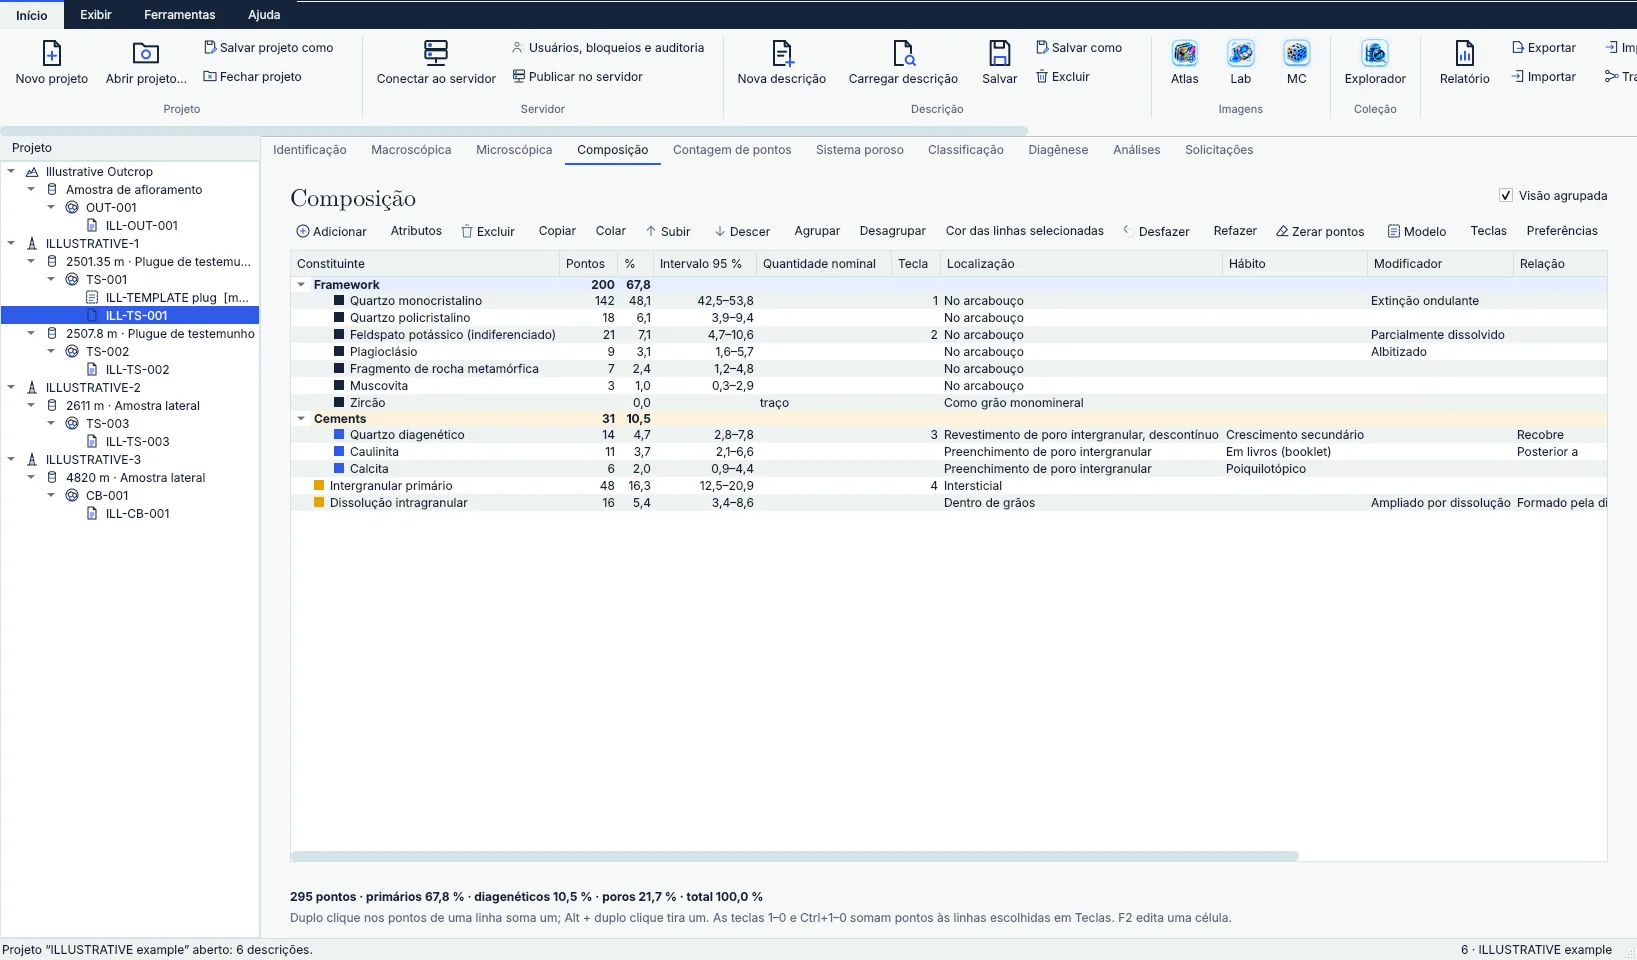 Início Exibir Ferramentas Ajuda
Novo projeto Abrir projeto... Salvar projeto como Fechar projeto
Projeto
Conectar ao servidor Usuários, bloqueios e auditoria Publicar no servidor
Servidor
Nova descrição Carregar descrição Salvar Salvar como Excluir
Descrição
Atlas Lab MC
Imagens
Explorador
Coleção
Relatório Exportar Importar
Projeto
Illustrative Outcrop
Amostra de afloramento
OUT-001
ILL-OUT-001
ILLUSTRATIVE-1
2501.35 m · Plugue de testemu...
TS-001
ILL-TEMPLATE plug [m...
ILL-TS-001
2507.8 m · Plugue de testemunho
TS-002
ILL-TS-002
ILLUSTRATIVE-2
2611 m · Amostra lateral
TS-003
ILL-TS-003
ILLUSTRATIVE-3
4820 m · Amostra lateral
CB-001
ILL-CB-001
Identificação Macroscópica Microscópica Composição Contagem de pontos Sistema poroso Classificação Diagênese Análises Solicitações
Composição
Visão agrupada
Adicionar Atributos Excluir Copiar Colar Subir Descer Agrupar Desagrupar Cor das linhas selecionadas Desfazer Refazer Zerar pontos Modelo Teclas Preferências
Constituinte Pontos % Intervalo 95 % Quantidade nominal Tecla Localização Hábito Modificador Relação
Framework 200 67,8
Quartzo monocristalino 142 48,1 42,5–53,8 1 No arcabouço Extinção ondulante
Quartzo policristalino 18 6,1 3,9–9,4 No arcabouço
Feldspato potássico (indiferenciado) 21 7,1 4,7–10,6 2 No arcabouço Parcialmente dissolvido
Plagioclásio 9 3,1 1,6–5,7 No arcabouço Albitizado
Fragmento de rocha metamórfica 7 2,4 1,2–4,8 No arcabouço
Muscovita 3 1,0 0,3–2,9 No arcabouço
Zircão 0,0 traço Como grão monomineral
Cements 31 10,5
Quartzo diagenético 14 4,7 2,8–7,8 3 Revestimento de poro intergranular, descontínuo Crescimento secundário Recobre
Caulinita 11 3,7 2,1–6,6 Preenchimento de poro intergranular Em livros (booklet) Posterior a
Calcita 6 2,0 0,9–4,4 Preenchimento de poro intergranular Poiquilotópico
Intergranular primário 48 16,3 12,5–20,9 4 Intersticial
Dissolução intragranular 16 5,4 3,4–8,6 Dentro de grãos Ampliado por dissolução Formado pela di
295 pontos · primários 67,8 % · diagenéticos 10,5 % · poros 21,7 % · total 100,0 %
Duplo clique nos pontos de uma linha soma um; Alt + duplo clique tira um. As teclas 1–0 e Ctrl+1–0 somam pontos às linhas escolhidas em Teclas. F2 edita uma célula.
Projeto “ILLUSTRATIVE example” aberto: 6 descrições.
6 · ILLUSTRATIVE example